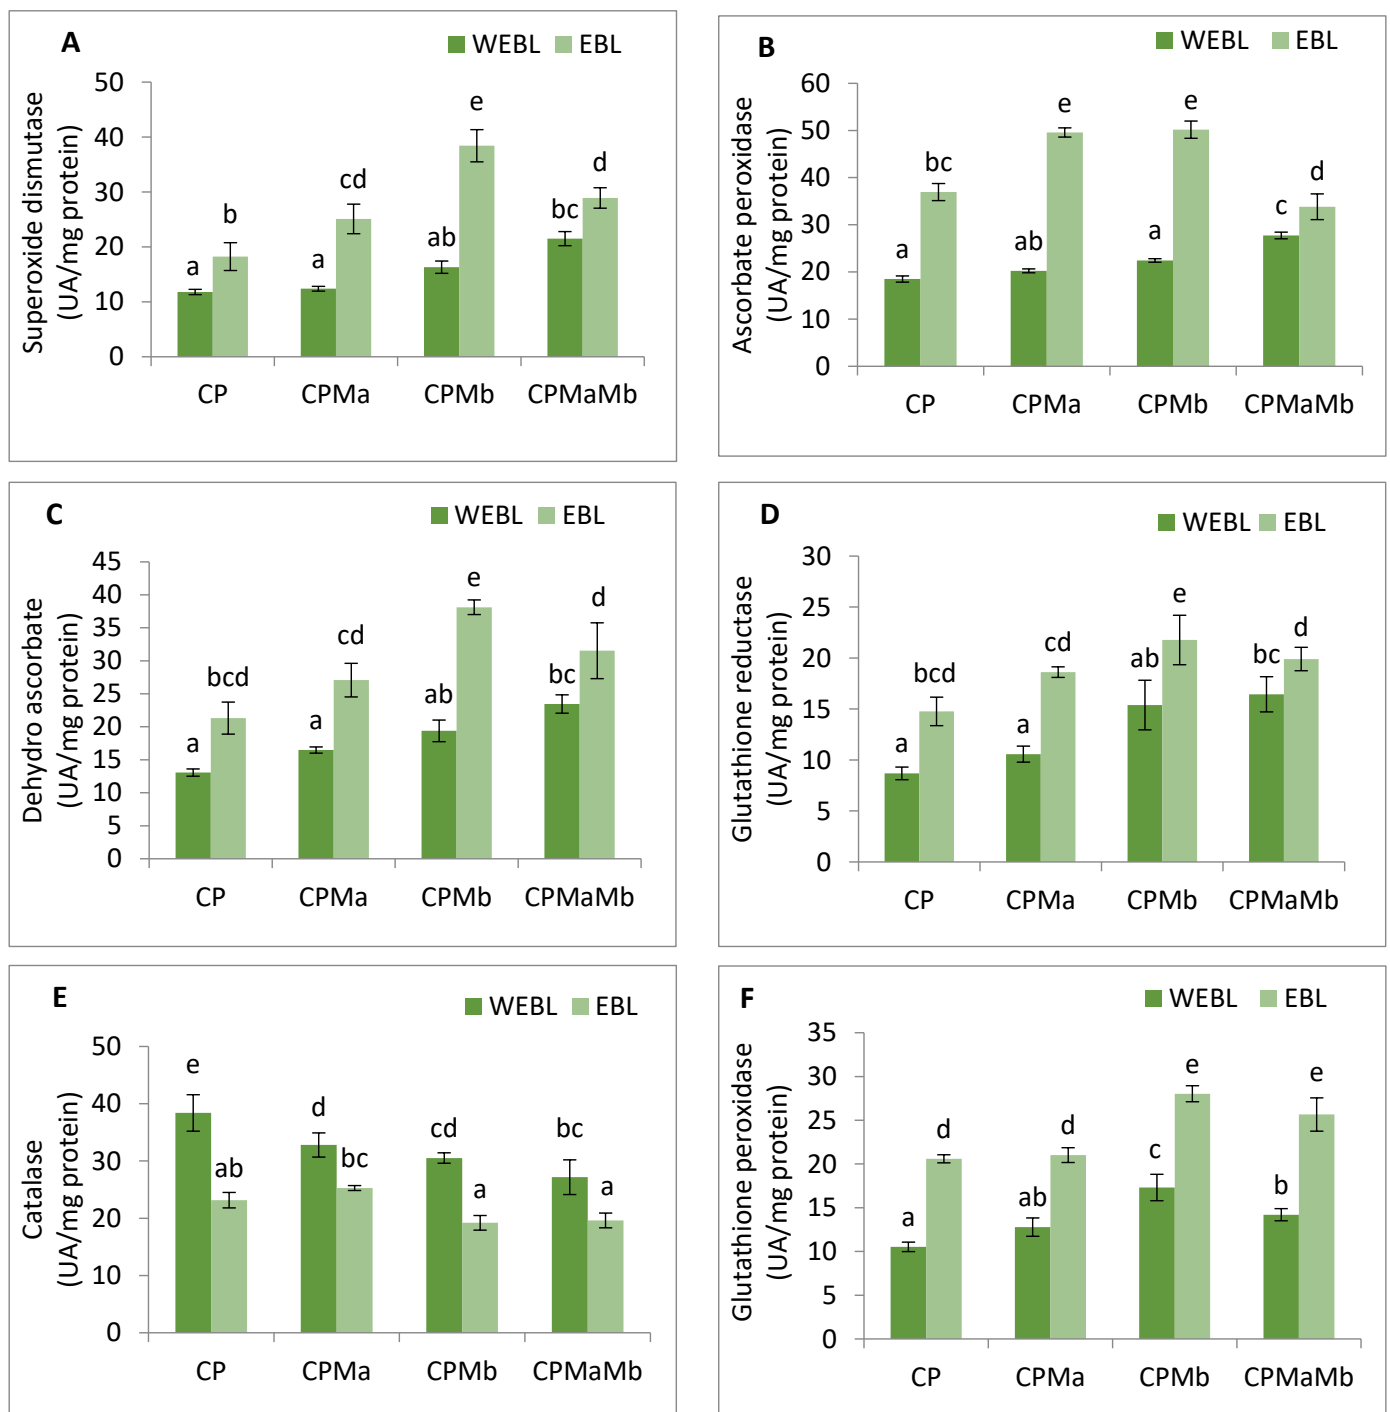 A
WEBL EBL
Superoxide dismutase
(UA/mg protein)
50
40
30
20
10
0
a b a cd ab e bc d
CP CPMa CPMb CPMaMb
B
WEBL EBL
Ascorbate peroxidase
(UA/mg protein)
60
50
40
30
20
10
0
a bc ab e a e c d
CP CPMa CPMb CPMaMb
C
WEBL EBL
Dehydro ascorbate
(UA/mg protein)
45
40
35
30
25
20
15
10
5
0
a bcd a cd ab e bc d
CP CPMa CPMb CPMaMb
D
WEBL EBL
Glutathione reductase
(UA/mg protein)
30
25
20
15
10
5
0
a bcd a cd ab e bc d
CP CPMa CPMb CPMaMb
E
WEBL EBL
Catalase
(UA/mg protein)
50
40
30
20
10
0
e ab d bc cd a bc a
CP CPMa CPMb CPMaMb
F
WEBL EBL
Glutathione peroxidase
(UA/mg protein)
35
30
25
20
15
10
5
0
a d ab d c e b e
CP CPMa CPMb CPMaMb